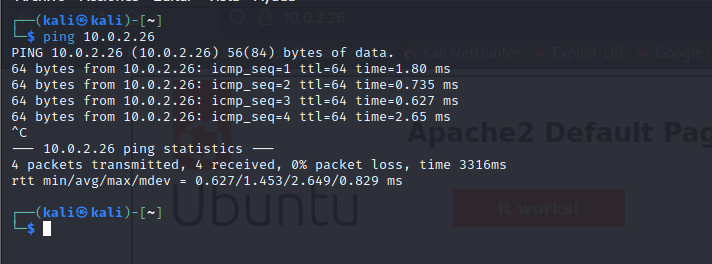 10.0.2.26
┌──(kali㉿kali)-[~]
└─$ ping 10.0.2.26
PING 10.0.2.26 (10.0.2.26) 56(84) bytes of data.
64 bytes from 10.0.2.26: icmp_seq=1 ttl=64 time=1.80 ms
64 bytes from 10.0.2.26: icmp_seq=2 ttl=64 time=0.735 ms
64 bytes from 10.0.2.26: icmp_seq=3 ttl=64 time=0.627 ms
64 bytes from 10.0.2.26: icmp_seq=4 ttl=64 time=2.65 ms
^C
--- 10.0.2.26 ping statistics ---
4 packets transmitted, 4 received, 0% packet loss, time 3316ms
rtt min/avg/max/mdev = 0.627/1.453/2.649/0.829 ms
┌──(kali㉿kali)-[~]
└─$
Kali NetHunter Exploit-DB Google H
Apache2 Default Pag
Ubuntu
It works!